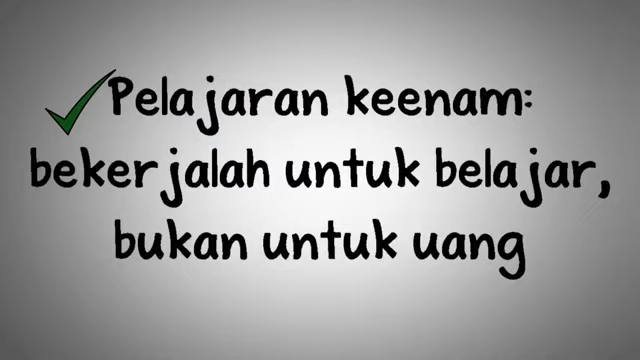 Pelajaran keenam:
bekerjalah untuk belajar,
bukan untuk uang